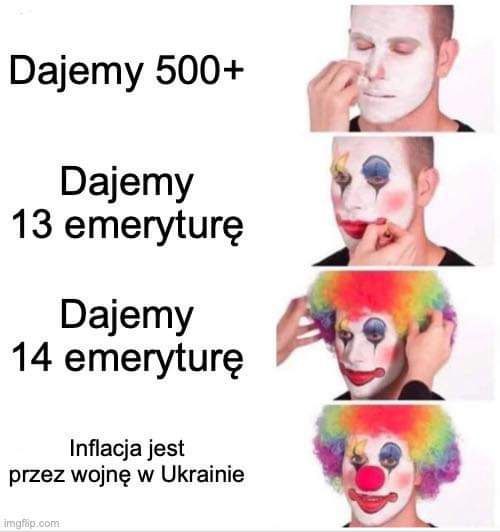 Dajemy 500+
Dajemy
13 emeryturę
Dajemy
14 emeryturę
Inflacja jest
przez wojnę w Ukrainie
imgflip.com